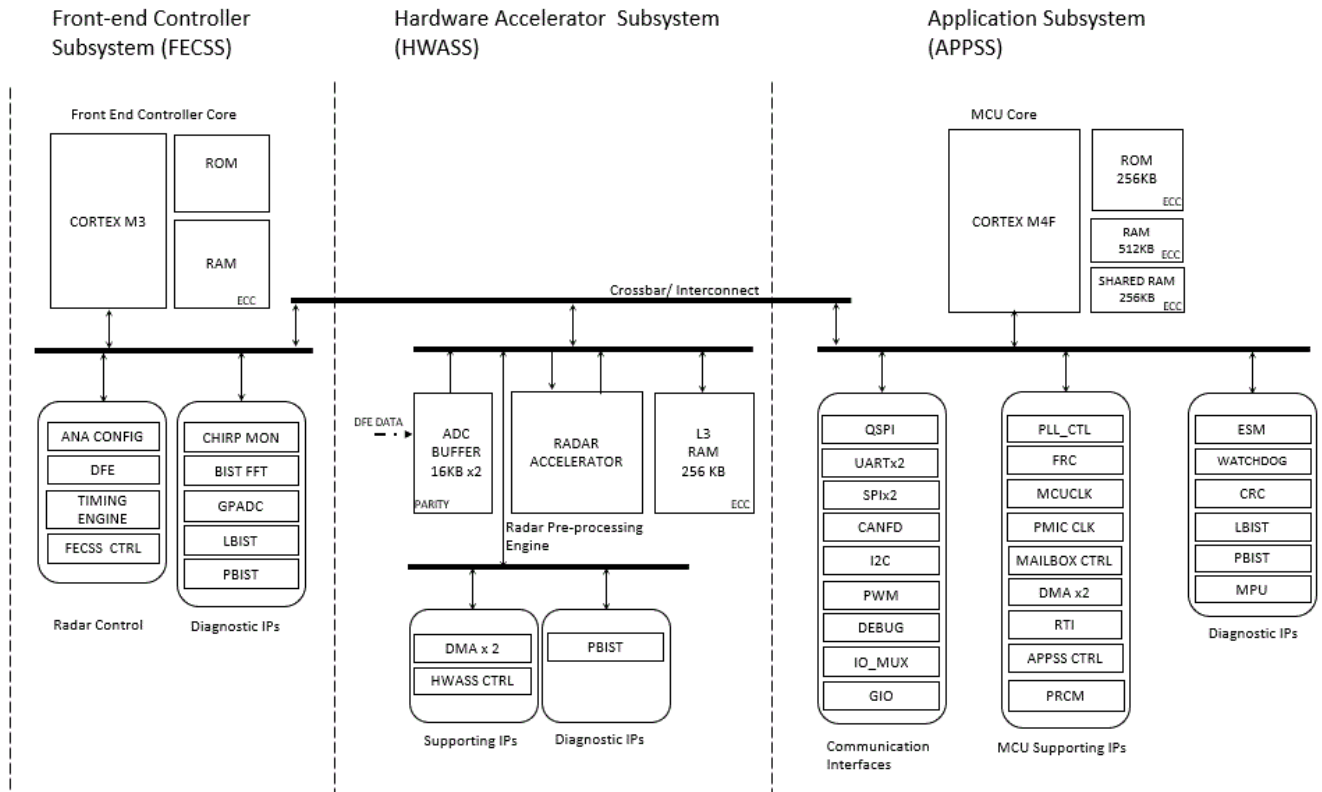 Front-end Controller
Subsystem (FECSS)
Hardware Accelerator Subsystem
(HWASS)
Application Subsystem
(APPSS)
Front End Controller Core
CORTEX M3
ROM
RAM
ECC
ANA CONFIG
DFE
TIMING
ENGINE
FECSS CTRL
Radar Control
CHIRP MON
BIST FFT
GPADC
LBIST
PBIST
Diagnostic IPs
Crossbar/ Interconnect
DFE DATA
ADC
BUFFER
16KB x2
PARITY
RADAR
ACCELERATOR
L3
RAM
256 KB
ECC
Radar Pre-processing
Engine
DMA x 2
HWASS CTRL
Supporting IPs
PBIST
Diagnostic IPs
MCU Core
CORTEX M4F
ROM
256KB
ECC
RAM
512KB
ECC
SHARED RAM
256KB
ECC
QSPI
UARTx2
SPIx2
CANFD
I2C
PWM
DEBUG
IO_MUX
GIO
Communication
Interfaces
PLL_CTL
FRC
MCUCLK
PMIC CLK
MAILBOX CTRL
DMA x2
RTI
APPSS CTRL
PRCM
MCU Supporting IPs
ESM
WATCHDOG
CRC
LBIST
PBIST
MPU
Diagnostic IPs